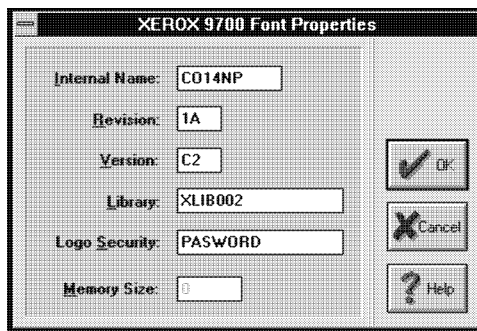 XEROX 9700 Font Properties
Internal Name: CO14NP
Revision: 1A
Version: C2
Library: XLIB002
Logo Security: PASWORD
Memory Size: 0
OK
Cancel
Help